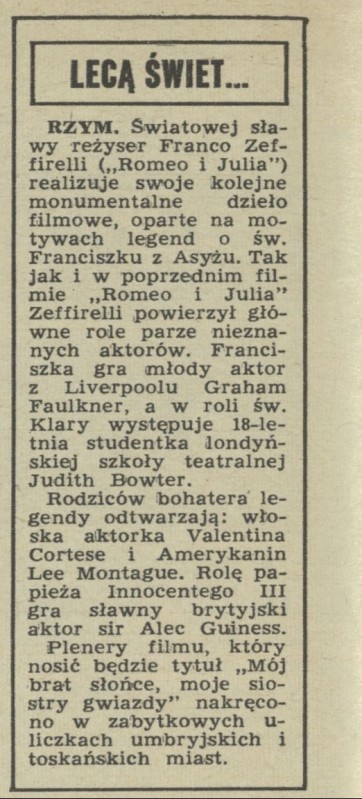 LECĄ ŚWIET...
RZYM. Światowej sła-
wy reżyser Franco Zef-
firelli („Romeo i Julia”)
realizuje swoje kolejne
monumentalne dzieło
filmowe, oparte na mo-
tywach legend o św.
Franciszku z Asyżu. Tak
jak i w poprzednim fil-
mie „Romeo i Julia”
Zeffirelli powierzył głó-
wne role parze niezna-
nych aktorów. Franci-
szka gra młody aktor
z Liverpoolu Graham
Faulkner, a w roli św.
Klary występuje 18-le-
tnia studentka londyń-
skiej szkoły teatralnej
Judith Bowter.
Rodziców bohatera le-
gendy odtwarzają: wło-
ska aktorka Valentina
Cortese i Amerykanin
Lee Montague. Rolę pa-
pieża Innocentego III
gra sławny brytyjski
aktor sir Alec Guiness.
Plenery filmu, który
nosić będzie tytuł „Mój
brat słońce, moje sio-
stry gwiazdy” nakręco-
no w zabytkowych u-
liczkach umbryjskich i
toskańskich miast.